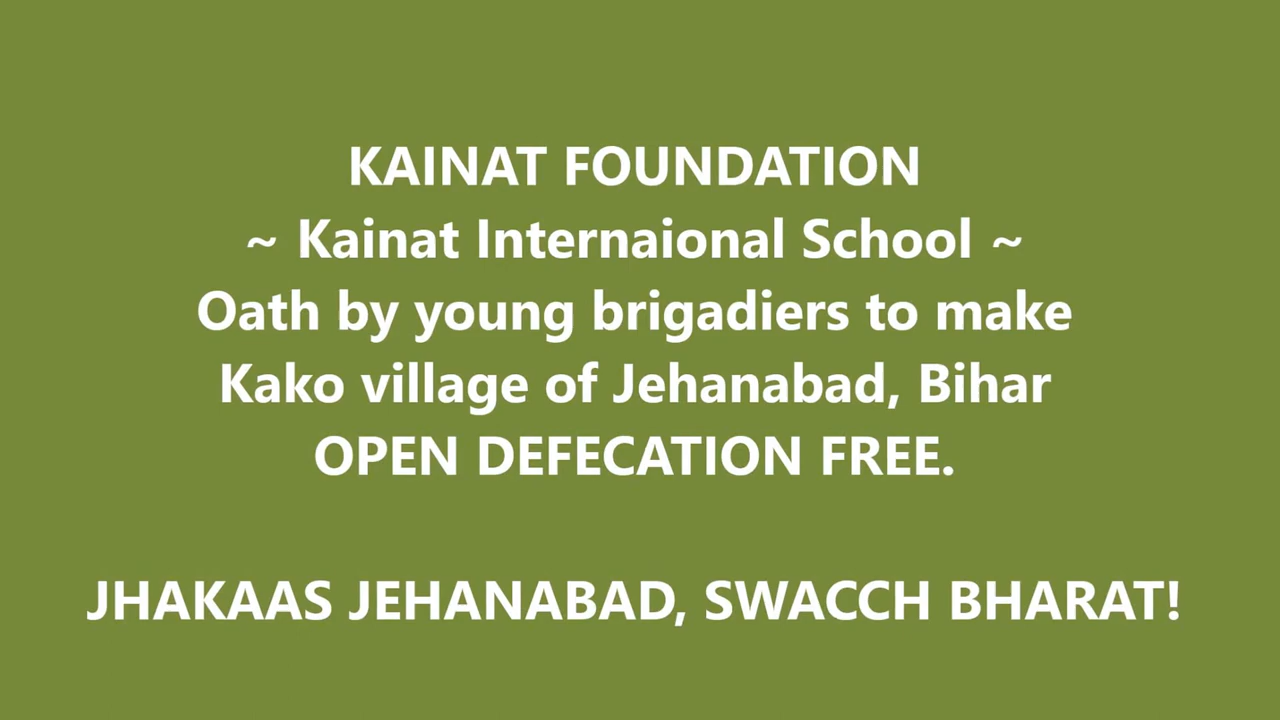 KAINAT FOUNDATION
~ Kainat Internaional School ~
Oath by young brigadiers to make
Kako village of Jehanabad, Bihar
OPEN DEFECATION FREE.
JHAKAAS JEHANABAD, SWACCH BHARAT!